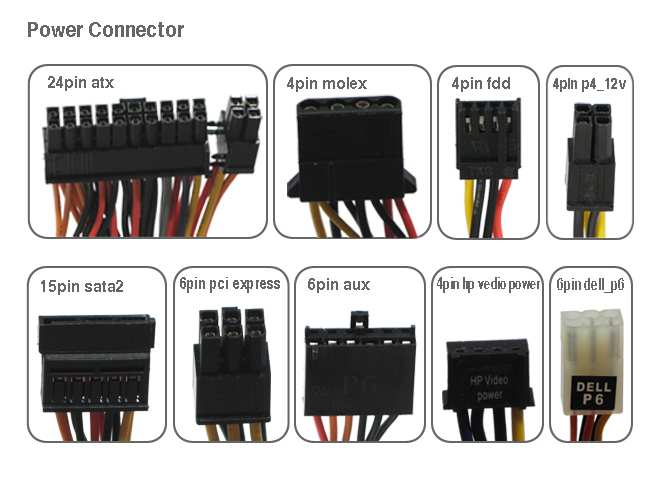 Power Connector
24pin atx
4pin molex
4pin fdd
4pin p4_12v
15pin sata2
6pin pci express
6pin aux
4pin hp vedio power
6pin dell_p6
P6
HP Video
power
DELL
P6